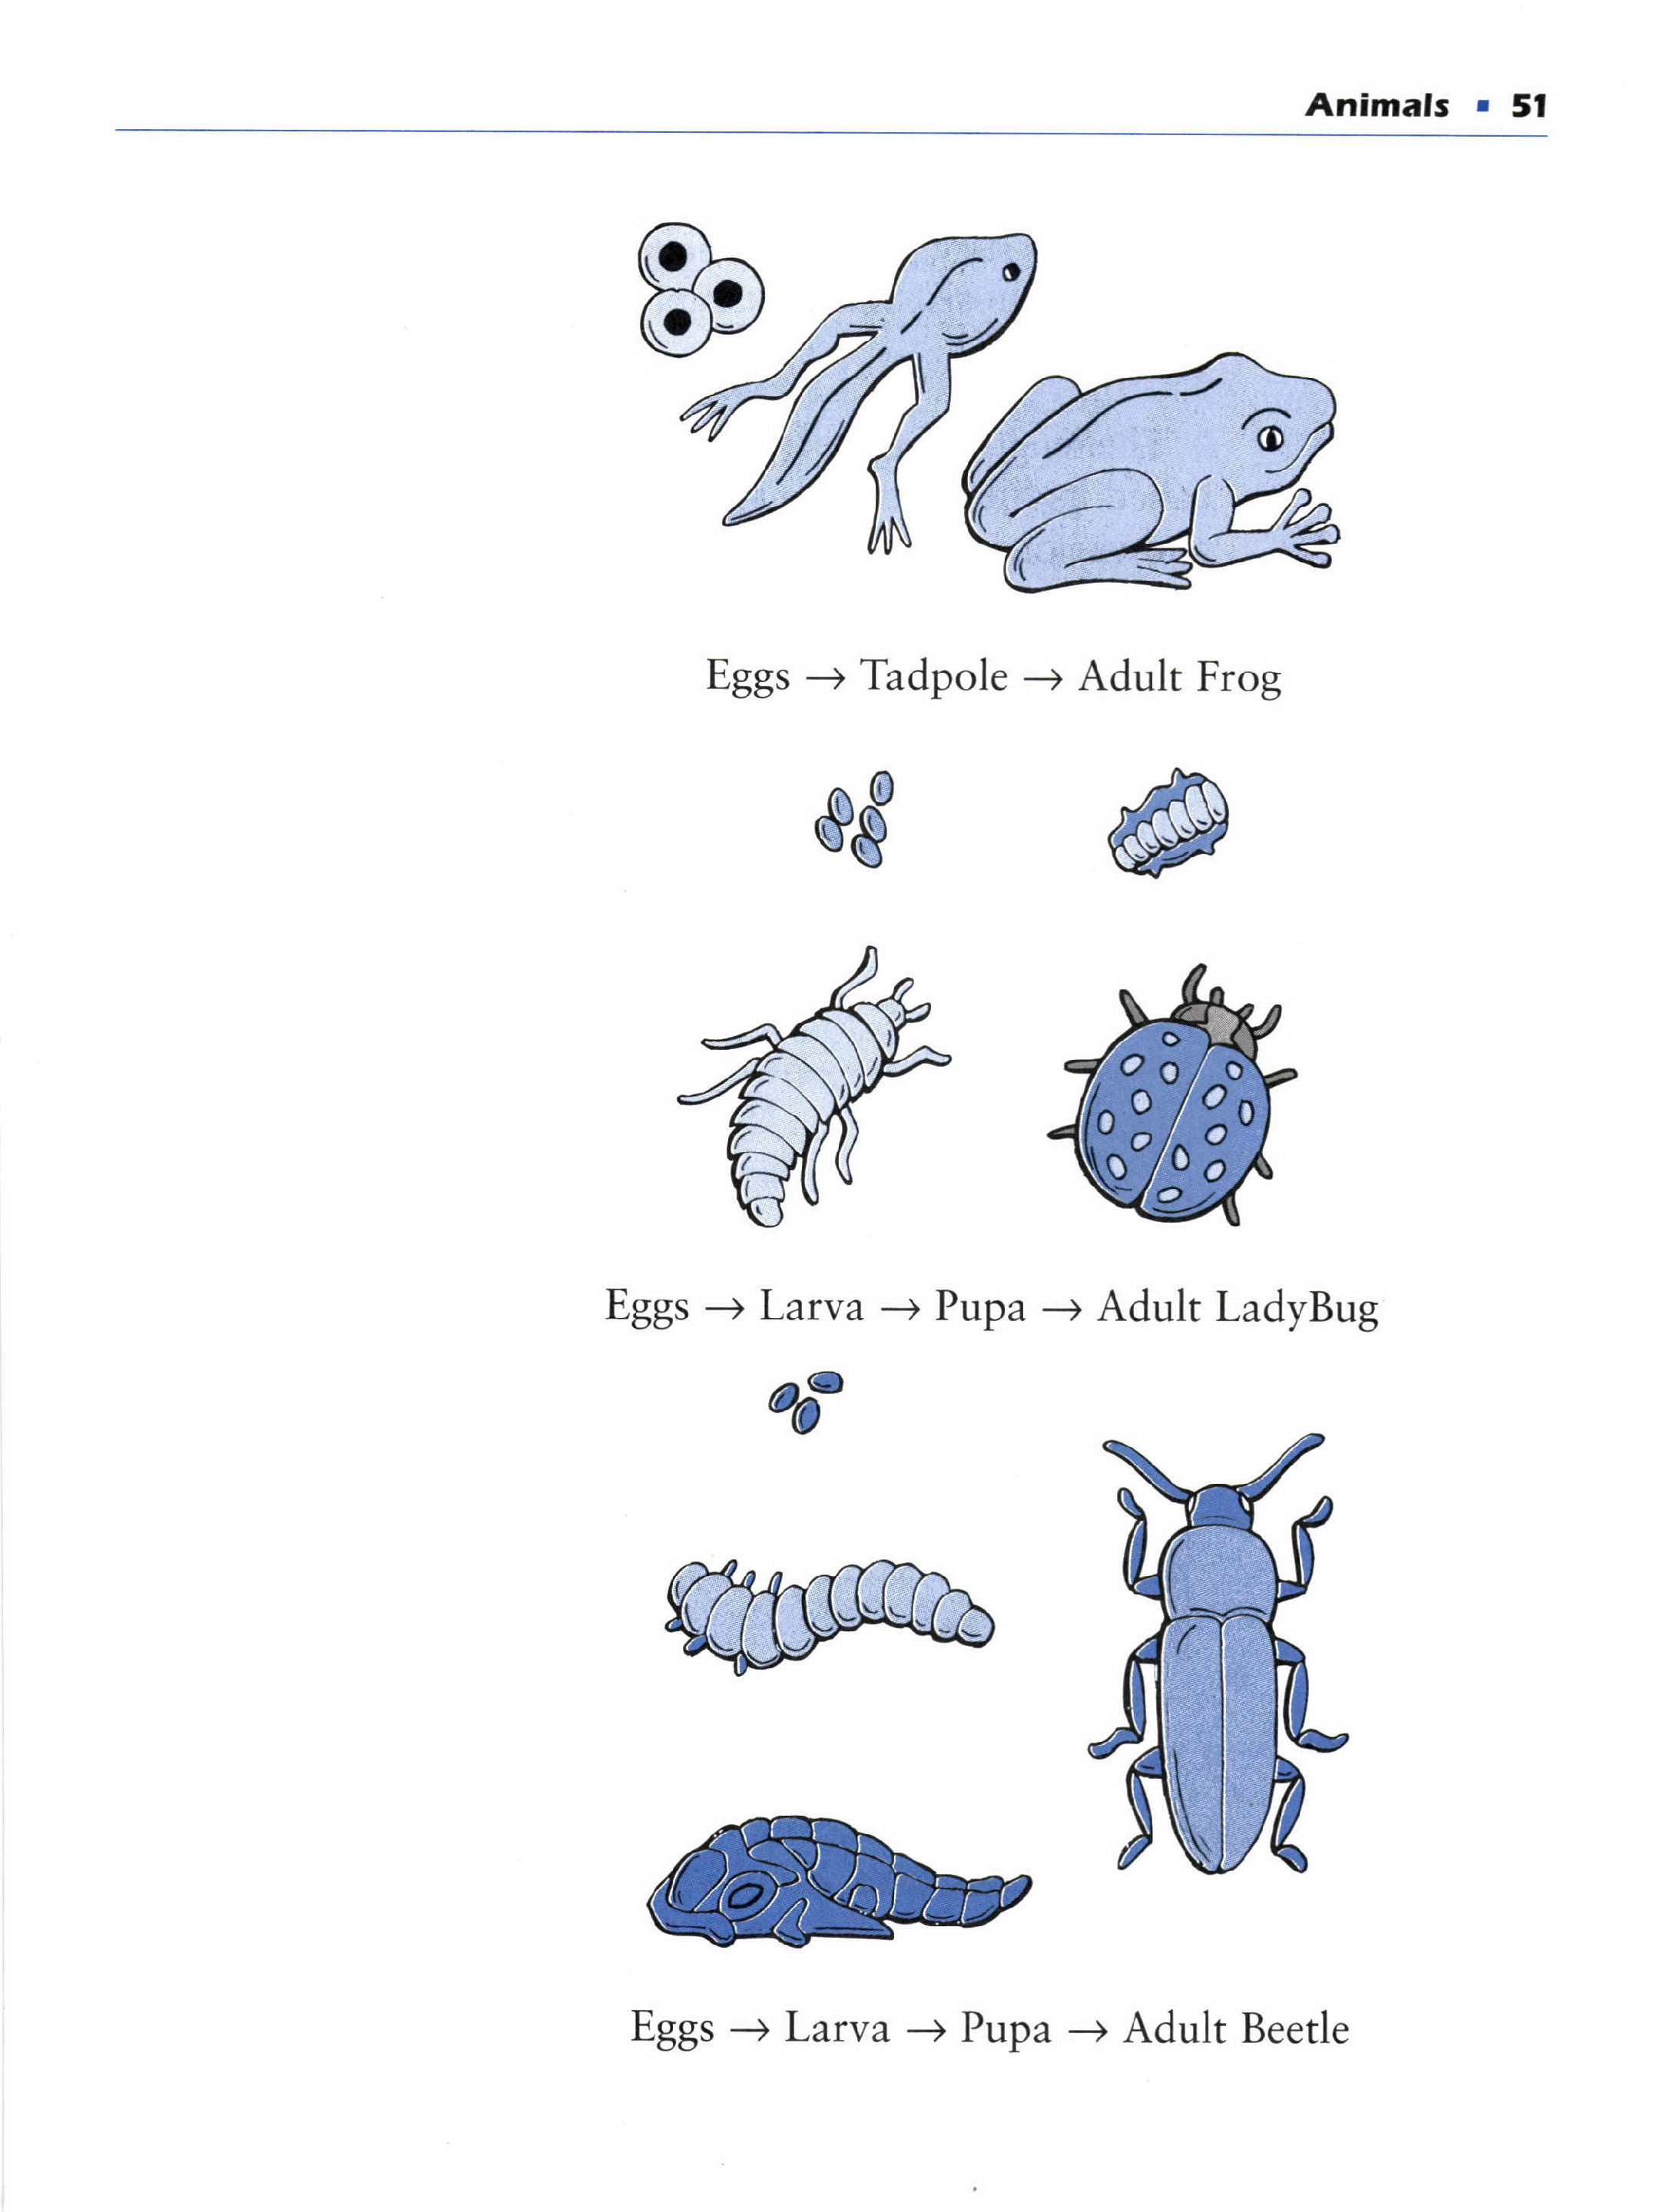 Animals ▪ 51
Eggs → Tadpole → Adult Frog
Eggs → Larva → Pupa → Adult LadyBug
Eggs → Larva → Pupa → Adult Beetle